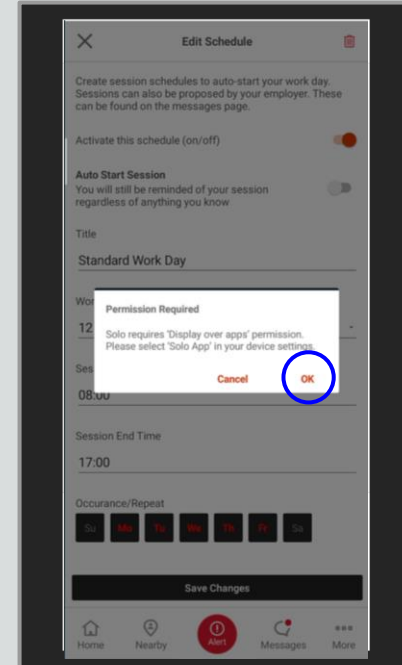 Edit Schedule
Create session schedules to auto-start your work day.
Sessions can also be proposed by your employer. These
can be found on the messages page.
Activate this schedule (on/off)
Auto Start Session
You will still be reminded of your session
regardless of anything you know
Title
Standard Work Day
Wor
Permission Required
12
Solo requires 'Display over apps' permission.
Please select 'Solo App' in your device settings.
Ses
Cancel
OK
08:00
Session End Time
17:00
Occurance/Repeat
Su Mo Tu We Th Fr Sa
Save Changes
Home Nearby Alert Messages More